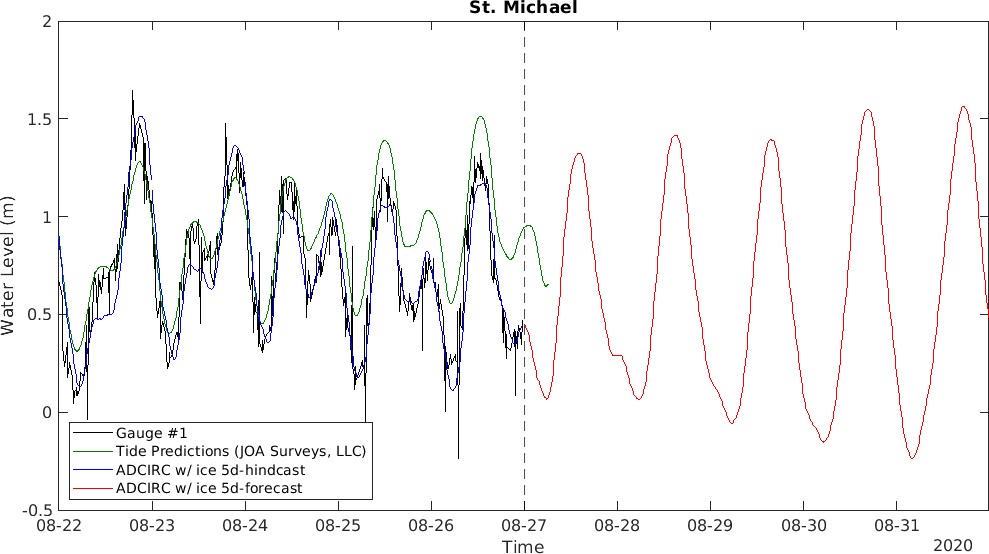 St. Michael
Water Level (m)
2
1.5
1
0.5
0
-0.5
Gauge #1
Tide Predictions (JOA Surveys, LLC)
ADCIRC w/ ice 5d-hindcast
ADCIRC w/ ice 5d-forecast
08-22 08-23 08-24 08-25 08-26 08-27 08-28 08-29 08-30 08-31
Time
2020